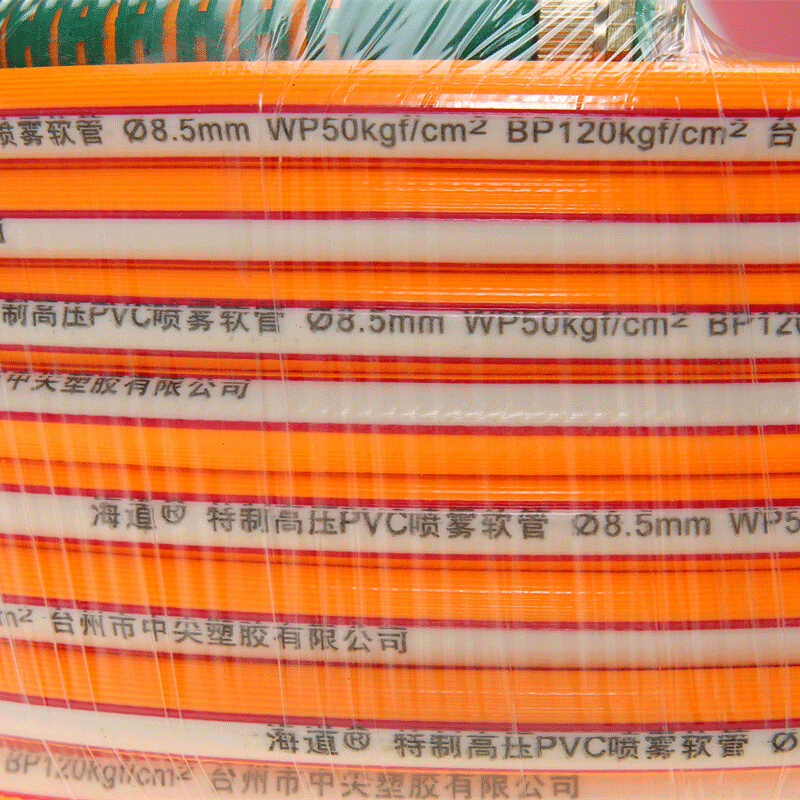 喷雾软管 Ø8.5mm WP50kgf/cm² BP120kgf/cm² 台
制高压PVC喷雾软管 Ø8.5mm WP50kgf/cm² BP120
中尖塑胶有限公司
海道® 特制高压PVC喷雾软管 Ø8.5mm WP5
m² 台州市中尖塑胶有限公司
海道® 特制高压PVC喷雾软管 Ø
BP120kgf/cm² 台州市中尖塑胶有限公司